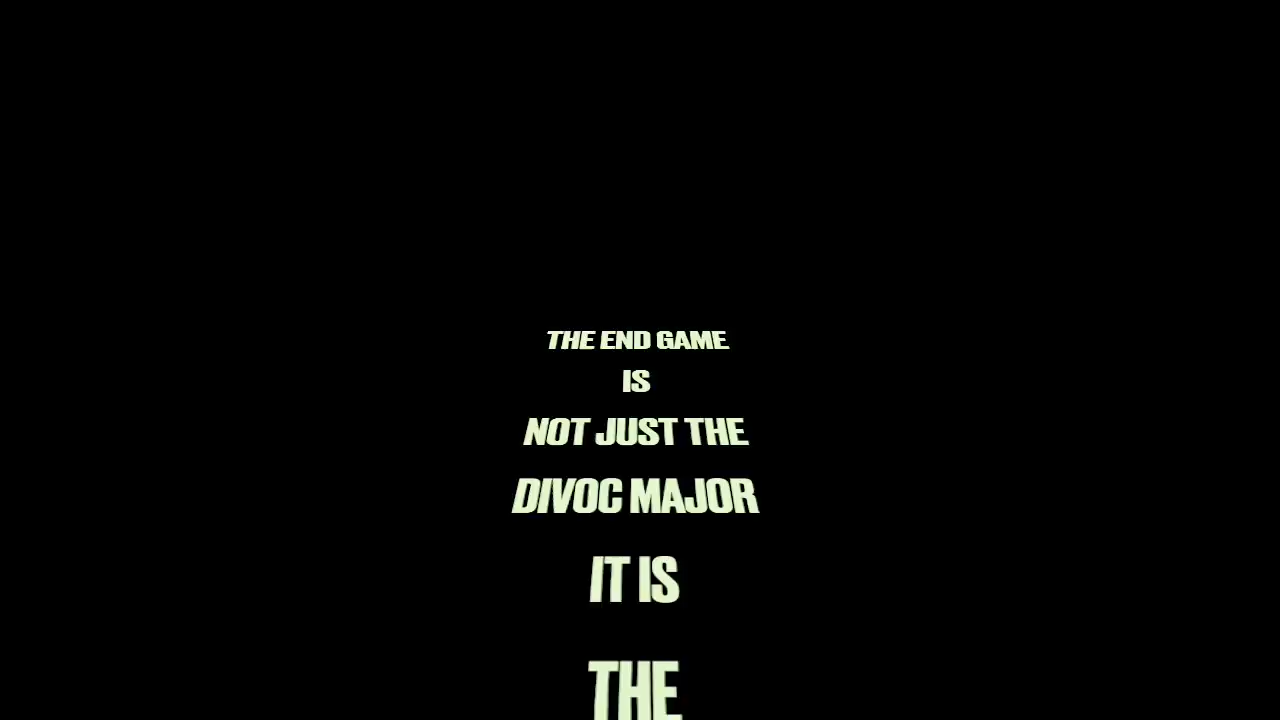 THE END GAME
IS
NOT JUST THE
DIVOC MAJOR
IT IS
THE